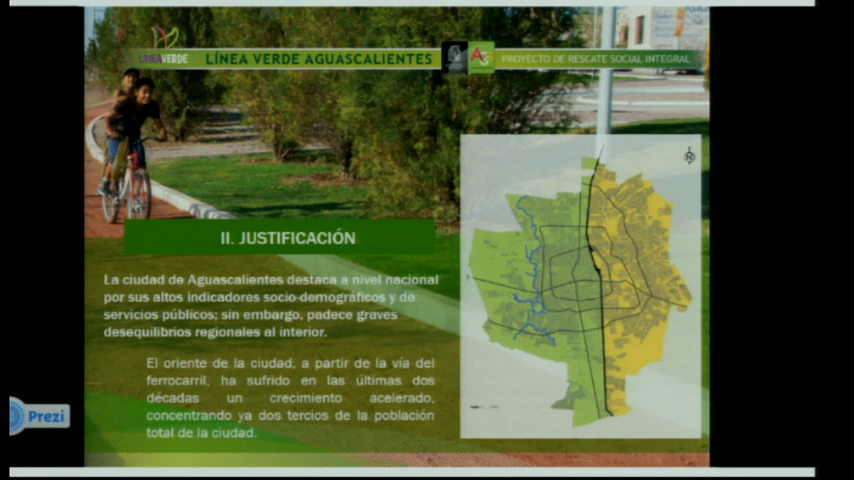 LINEAVERDE
LÍNEA VERDE AGUASCALIENTES
PROYECTO DE RESCATE SOCIAL INTEGRAL
II. JUSTIFICACIÓN
La ciudad de Aguascalientes destaca a nivel nacional
por sus altos indicadores socio-demográficos y de
servicios públicos; sin embargo, padece graves
desequilibrios regionales al interior.
El oriente de la ciudad, a partir de la vía del
ferrocarril, ha sufrido en las últimas dos
décadas un crecimiento acelerado,
concentrando ya dos tercios de la población
total de la ciudad.
Prezi